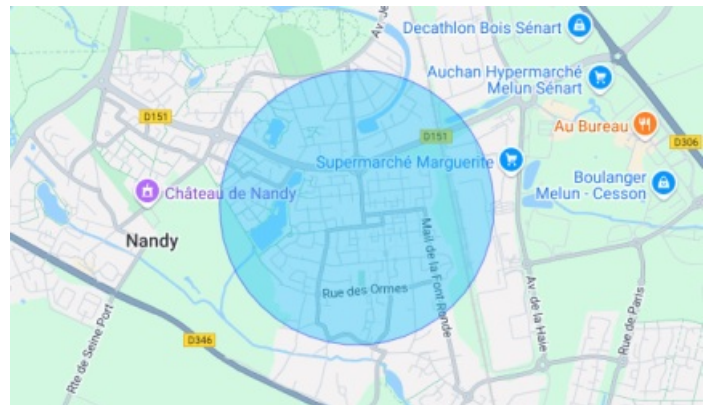 Decathlon Bois Sénart
Av. de
Auchan Hypermarché
Melun Sénart
D151
D151
Au Bureau
D306
Supermarché Marguerite
Boulanger
Melun - Cesson
Château de Nandy
Nandy
Mail de la Font Ronde
Rue des Ormes
Av. de la Haie
Rue de Paris
Rte de Seine Port
D346